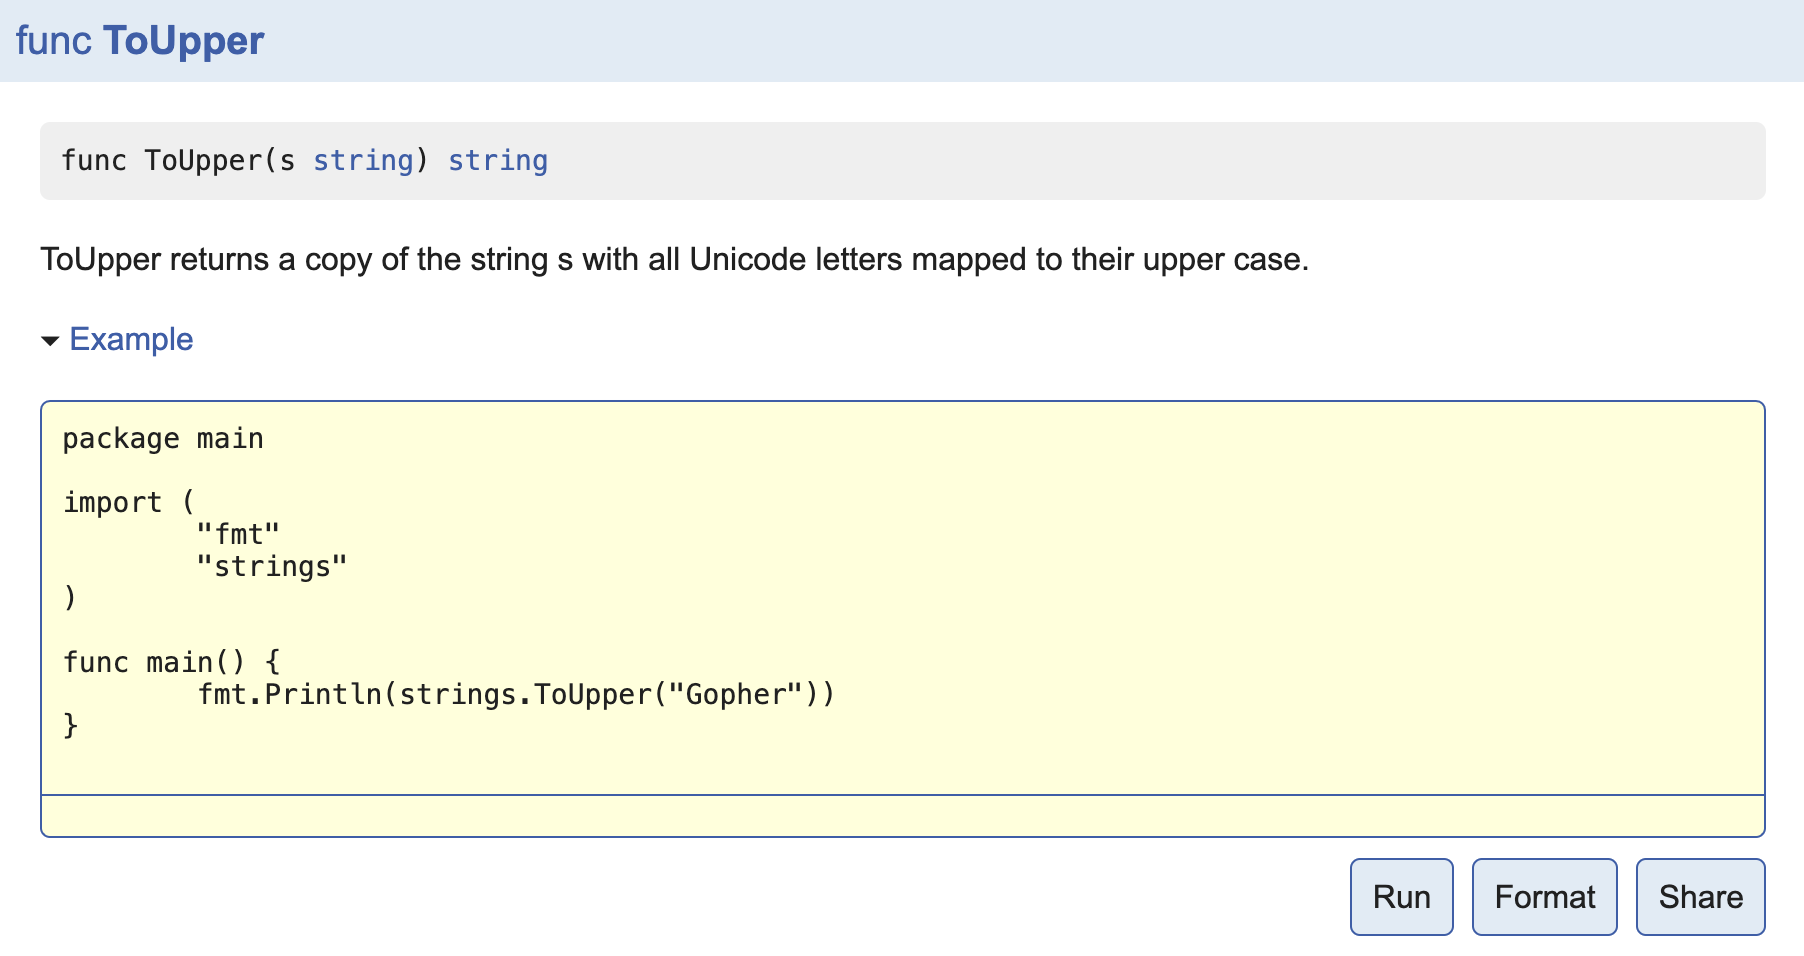 func ToUpper
func ToUpper(s string) string
ToUpper returns a copy of the string s with all Unicode letters mapped to their upper case.
Example
package main
import (
        "fmt"
        "strings"
)
func main() {
        fmt.Println(strings.ToUpper("Gopher"))
}
Run Format Share